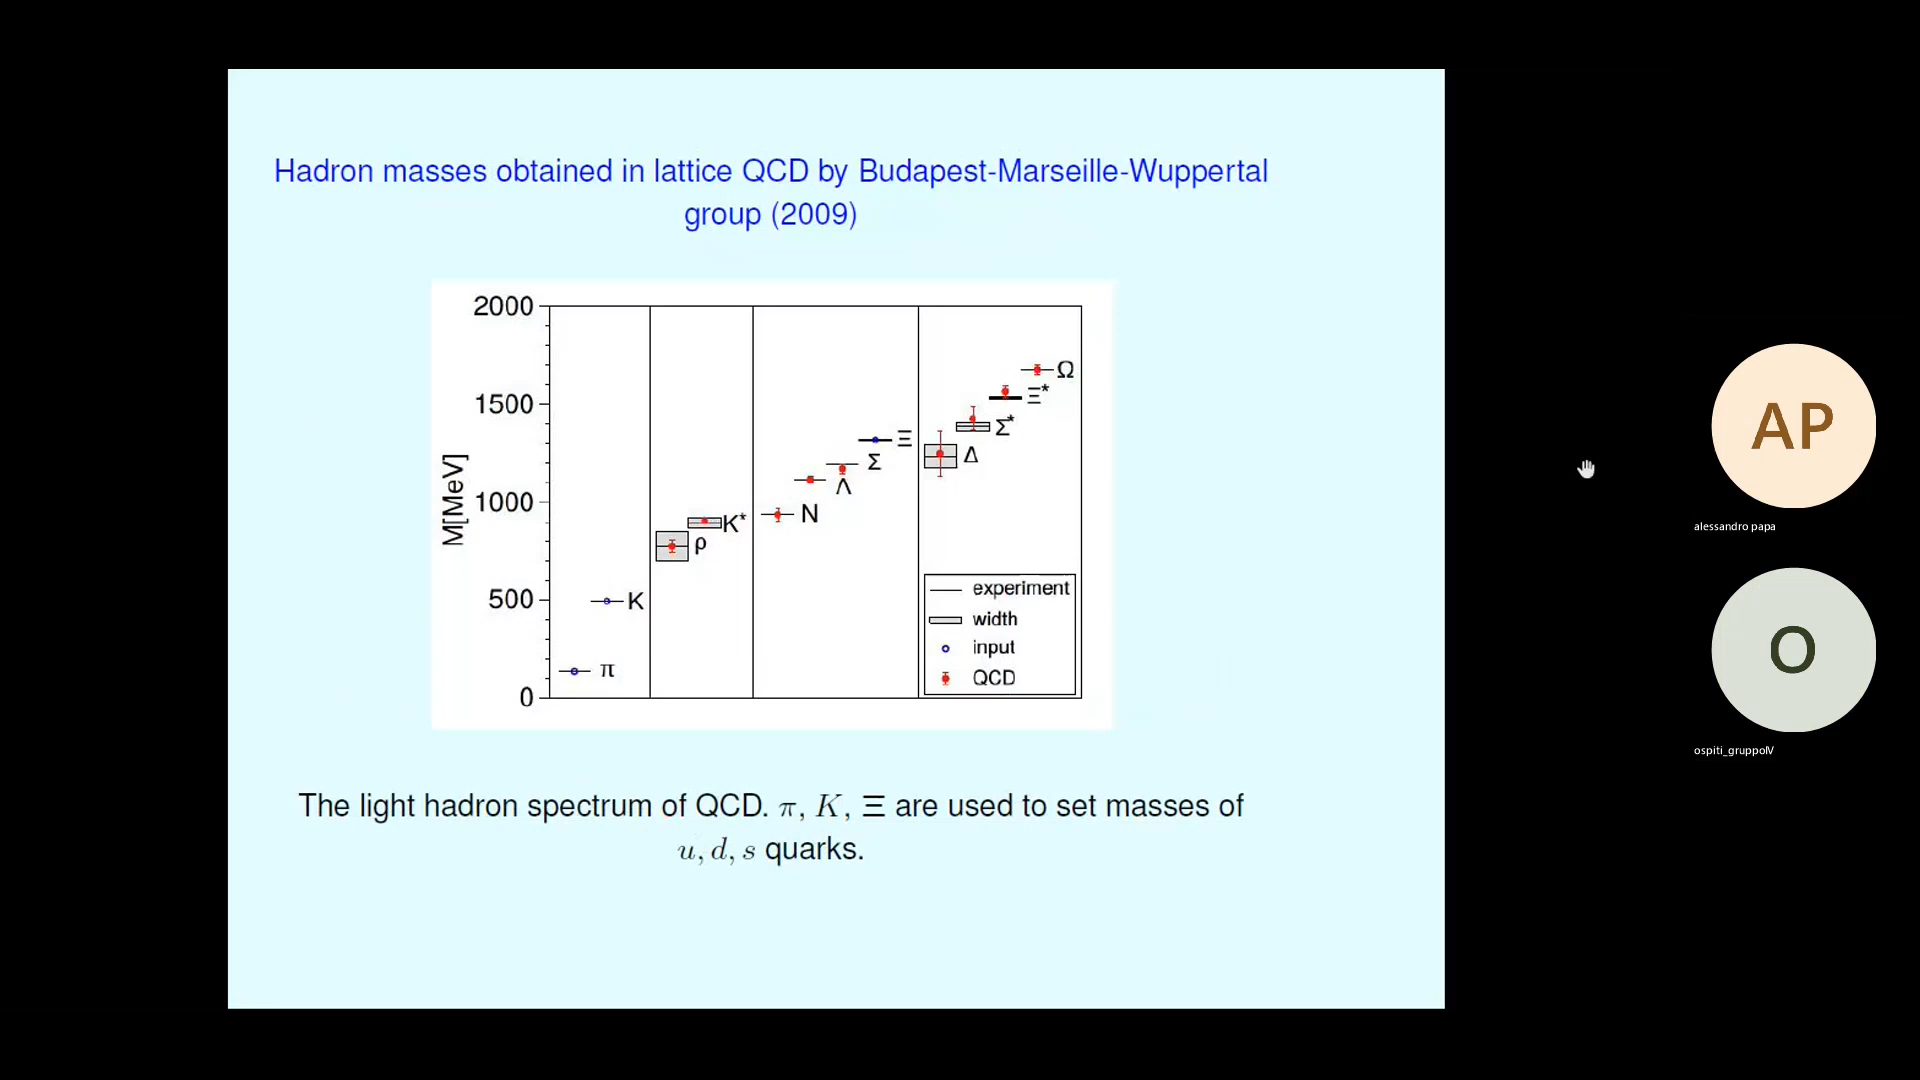 Hadron masses obtained in lattice QCD by Budapest-Marseille-Wuppertal
group (2009)
2000
1500
1000
500
0
M[MeV]
π
K
ρ
K*
N
Λ
Σ
Ξ
Δ
Σ*
Ξ*
Ω
experiment
width
input
QCD
The light hadron spectrum of QCD. π, K, Ξ are used to set masses of
u, d, s quarks.
AP
alessandro papa
O
ospiti_gruppoIV